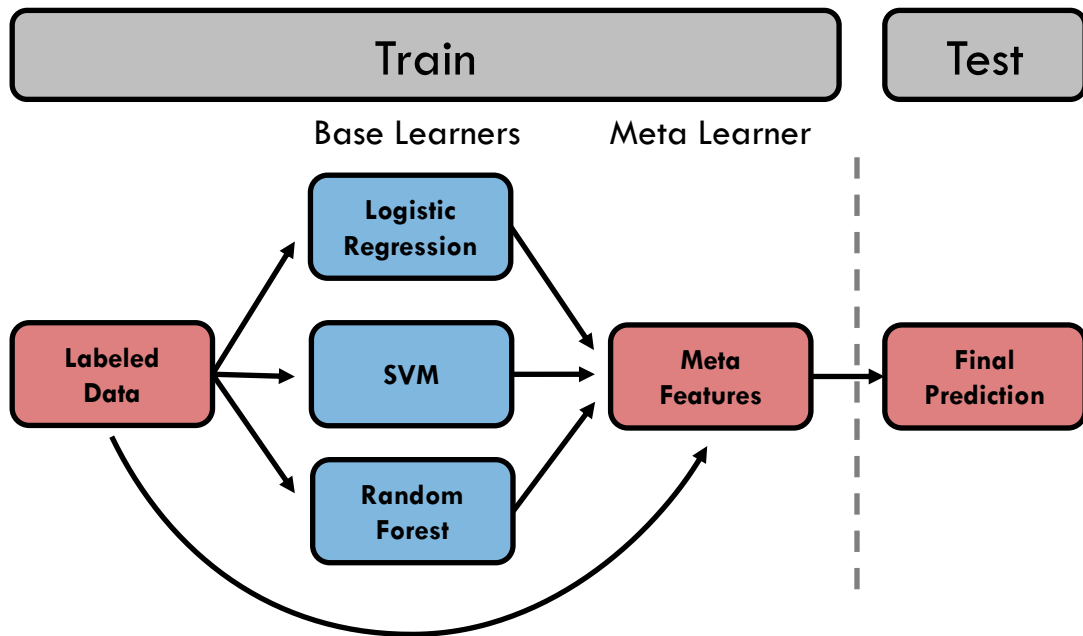 Train
Test
Base Learners
Meta Learner
Logistic
Regression
Labeled
Data
SVM
Meta
Features
Final
Prediction
Random
Forest